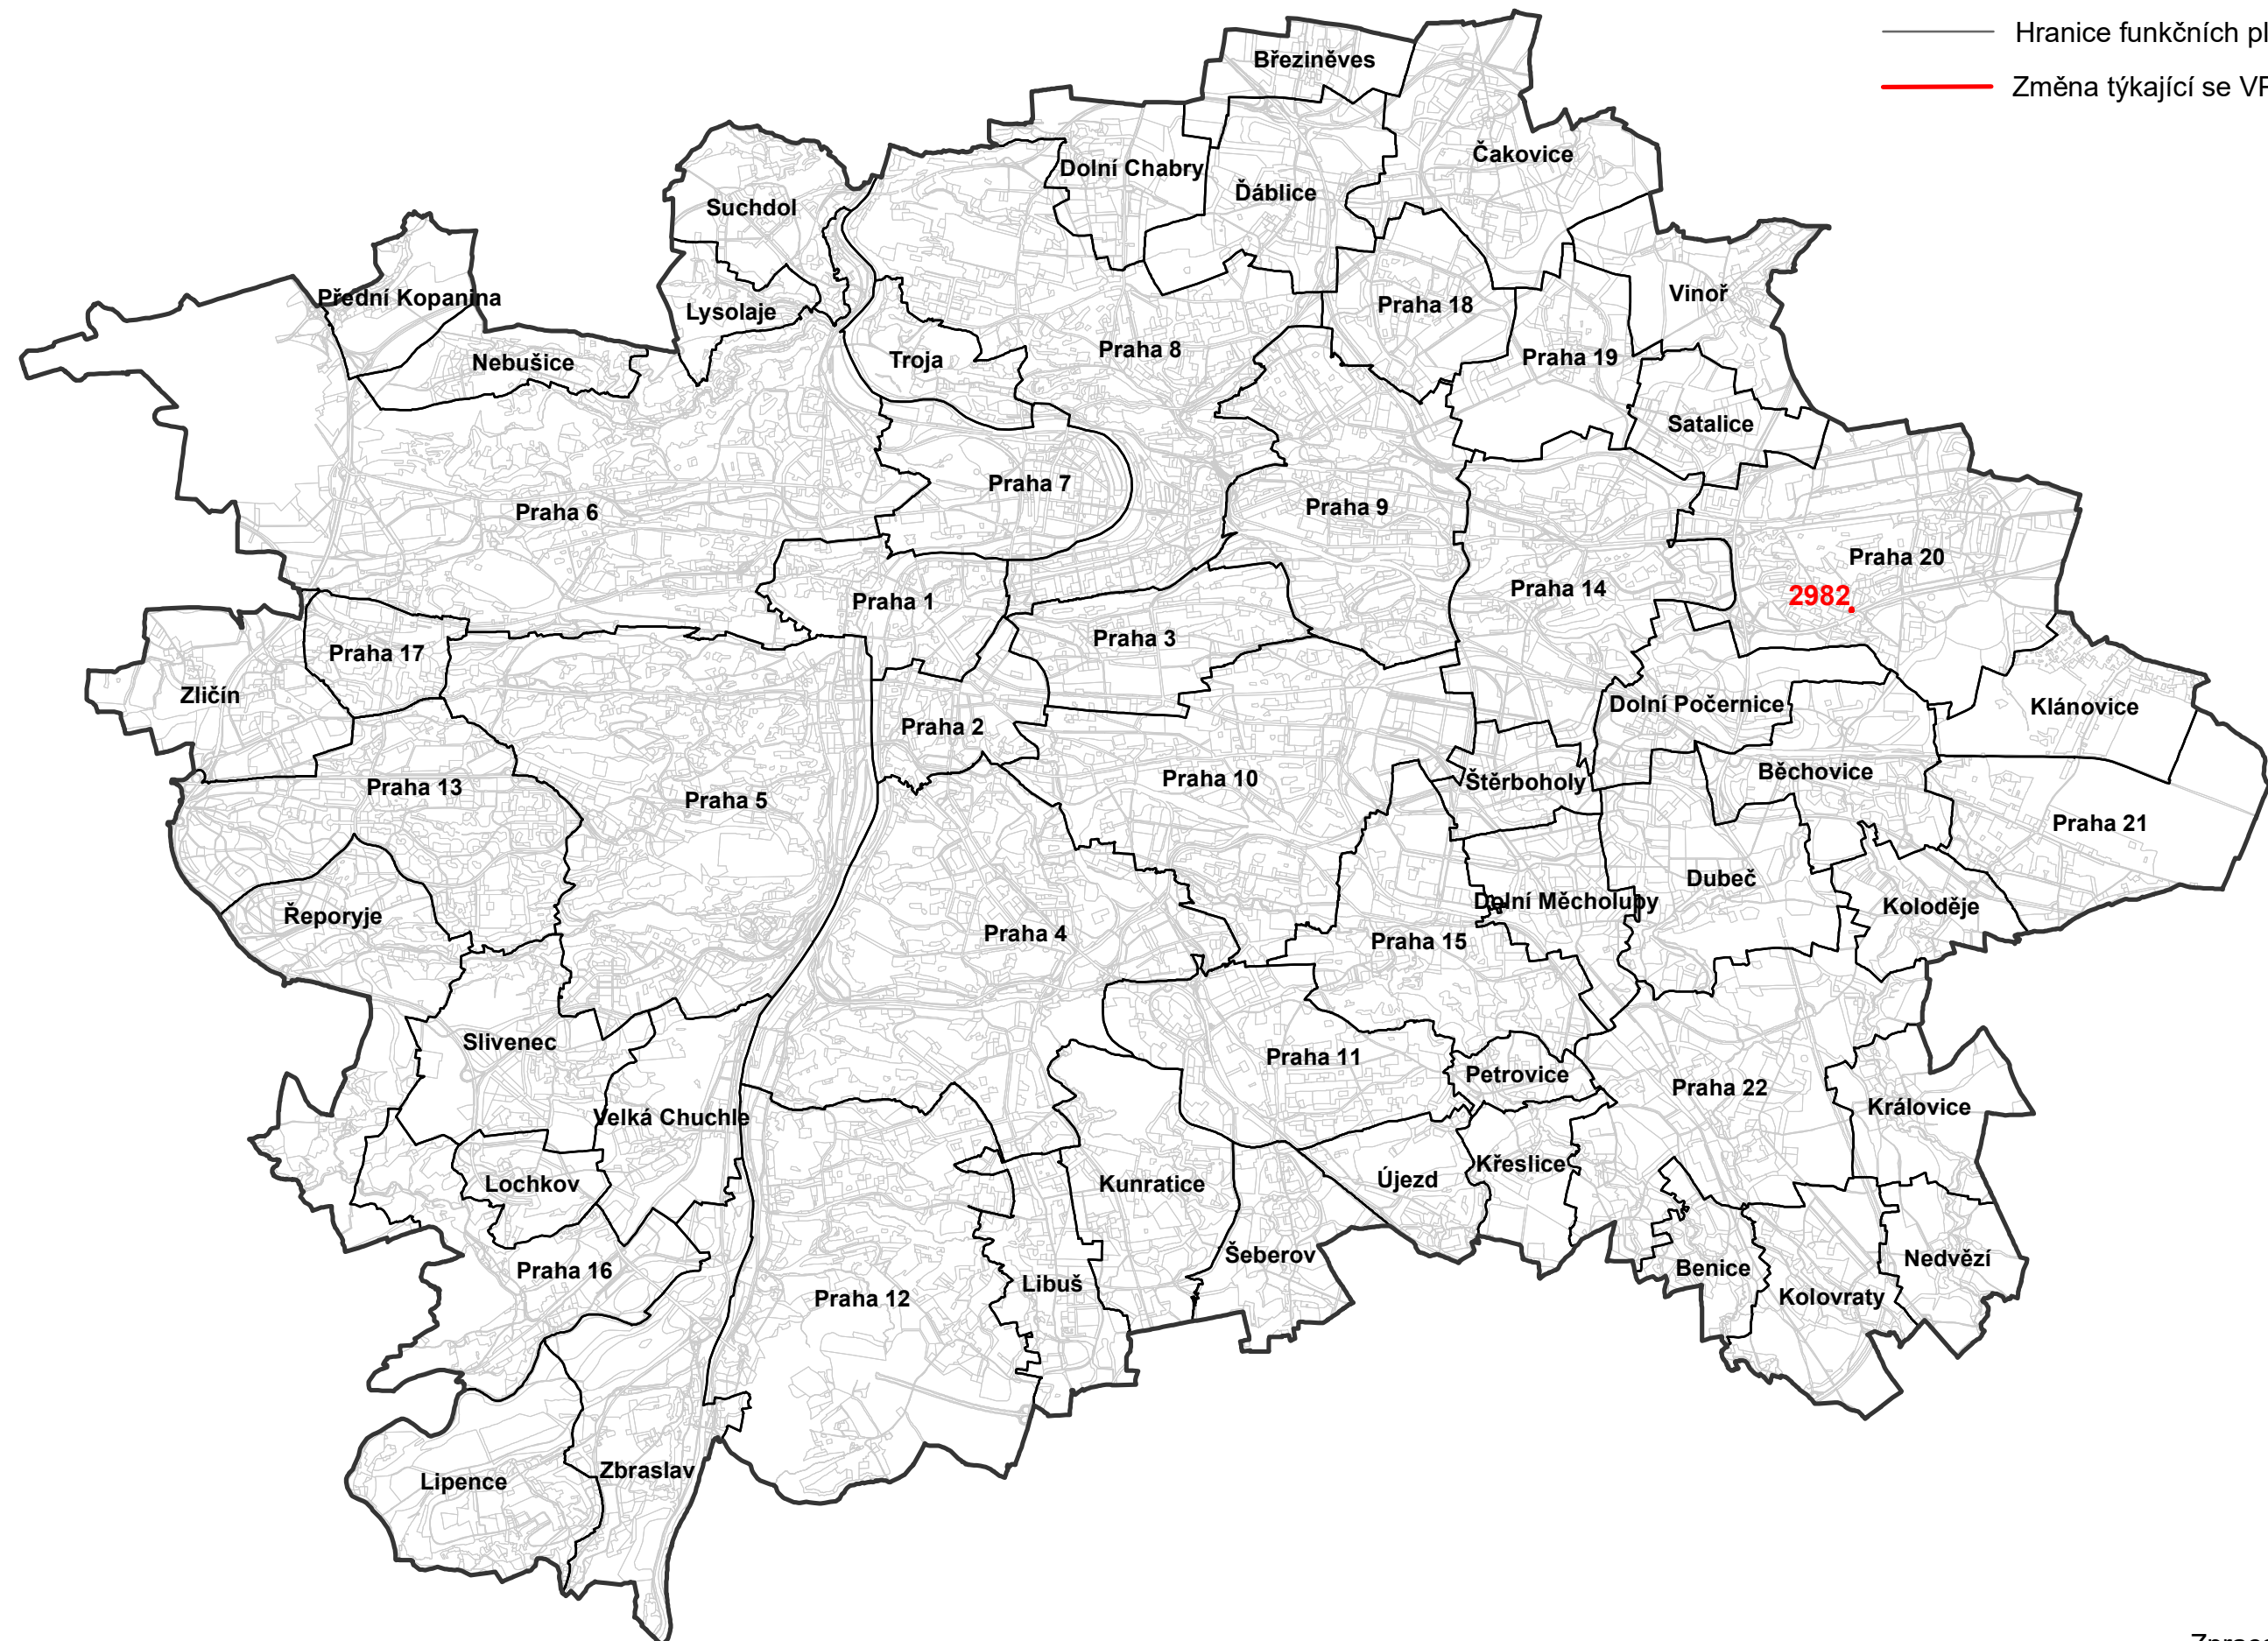 Hranice funkčních
Změna týkající se
Březiněves
Čakovice
Dolní Chabry
Ďáblice
Suchdol
Přední Kopanina
Lysolaje
Vinoř
Praha 18
Nebušice
Troja
Praha 8
Praha 19
Satalice
Praha 7
Praha 6
Praha 9
Praha 20
Praha 14
2982
Praha 1
Praha 3
Praha 17
Zličín
Dolní Počernice
Klánovice
Praha 2
Běchovice
Praha 10
Štěrboholy
Praha 13
Praha 5
Praha 21
Dubeč
Dolní Měcholupy
Koloděje
Řeporyje
Praha 4
Praha 15
Slivenec
Praha 11
Petrovice
Praha 22
Královice
Velká Chuchle
Křeslice
Újezd
Lochkov
Kunratice
Šeberov
Nedvězí
Benice
Praha 16
Libuš
Kolovraty
Praha 12
Zbraslav
Lipence